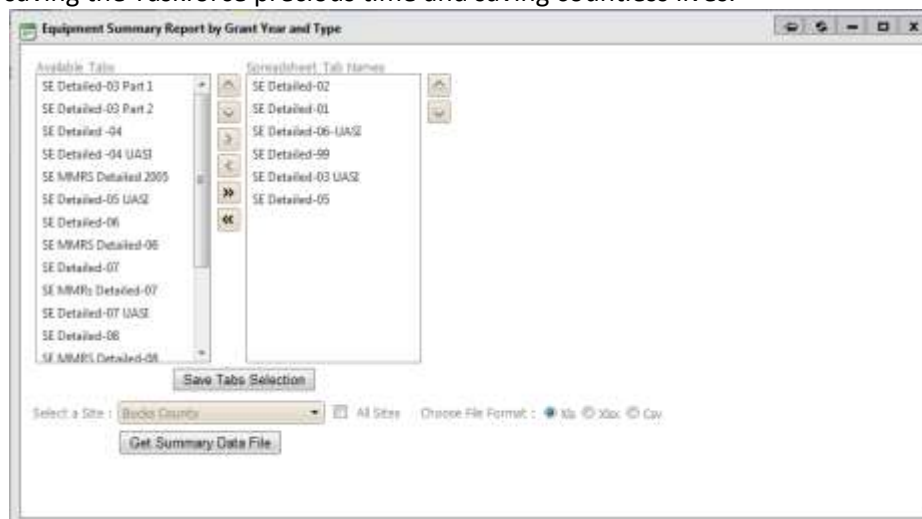 saving the Taskforce precious time and saving countless lives.
Equipment Summary Report by Grant Year and Type
Available Tabs
Spreadsheet Tab Names
SE Detailed-03 Part 1
SE Detailed-03 Part 2
SE Detailed -04
SE Detailed -04 UASI
SE MMRS Detailed 2005
SE Detailed-05 UASI
SE Detailed-06
SE MMRS Detailed-06
SE Detailed-07
SE MMRs Detailed-07
SE Detailed-07 UASI
SE Detailed-08
SE MMRS Detailed-08
SE Detailed-02
SE Detailed-01
SE Detailed-06-UASI
SE Detailed-99
SE Detailed-03 UASI
SE Detailed-05
Save Tabs Selection
Select a Site : Bucks County All Sites Choose File Format : Xls Xlsx Csv
Get Summary Data File